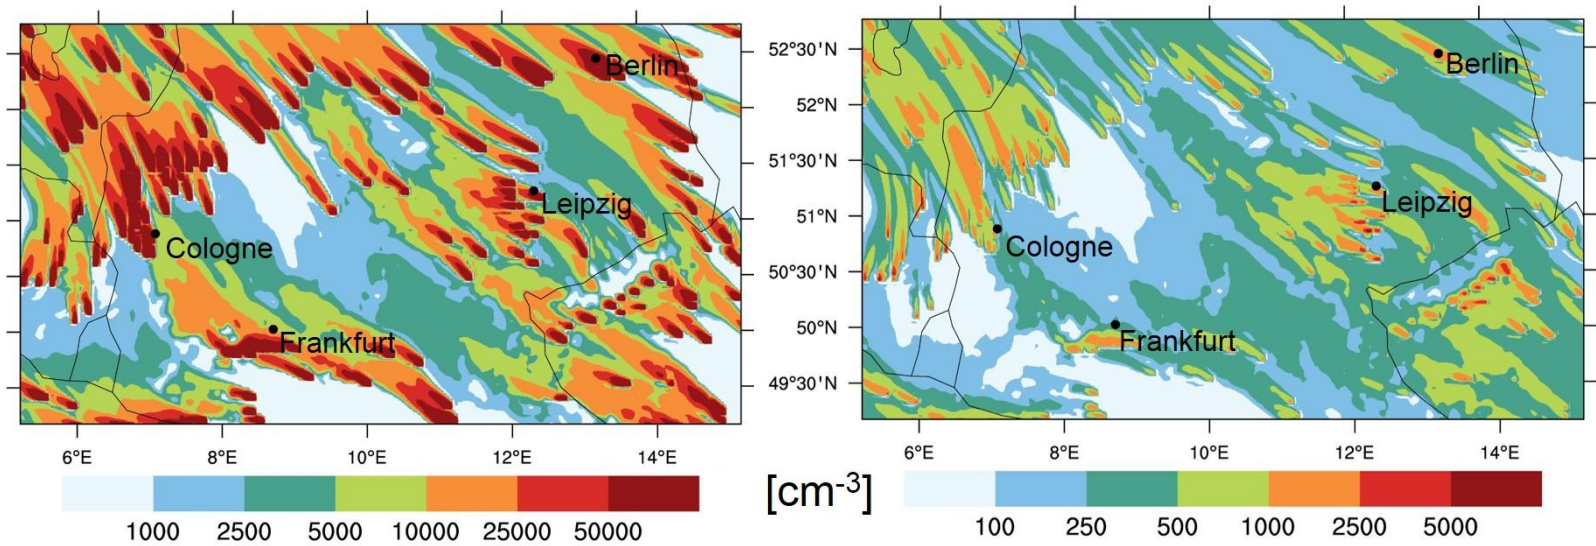 52°30'N
52°N
51°30'N
51°N
50°30'N
50°N
49°30'N
Berlin
Leipzig
Cologne
Frankfurt
Berlin
Leipzig
Cologne
Frankfurt
6°E 8°E 10°E 12°E 14°E
6°E 8°E 10°E 12°E 14°E
[cm-3]
1000 2500 5000 10000 25000 50000
100 250 500 1000 2500 5000